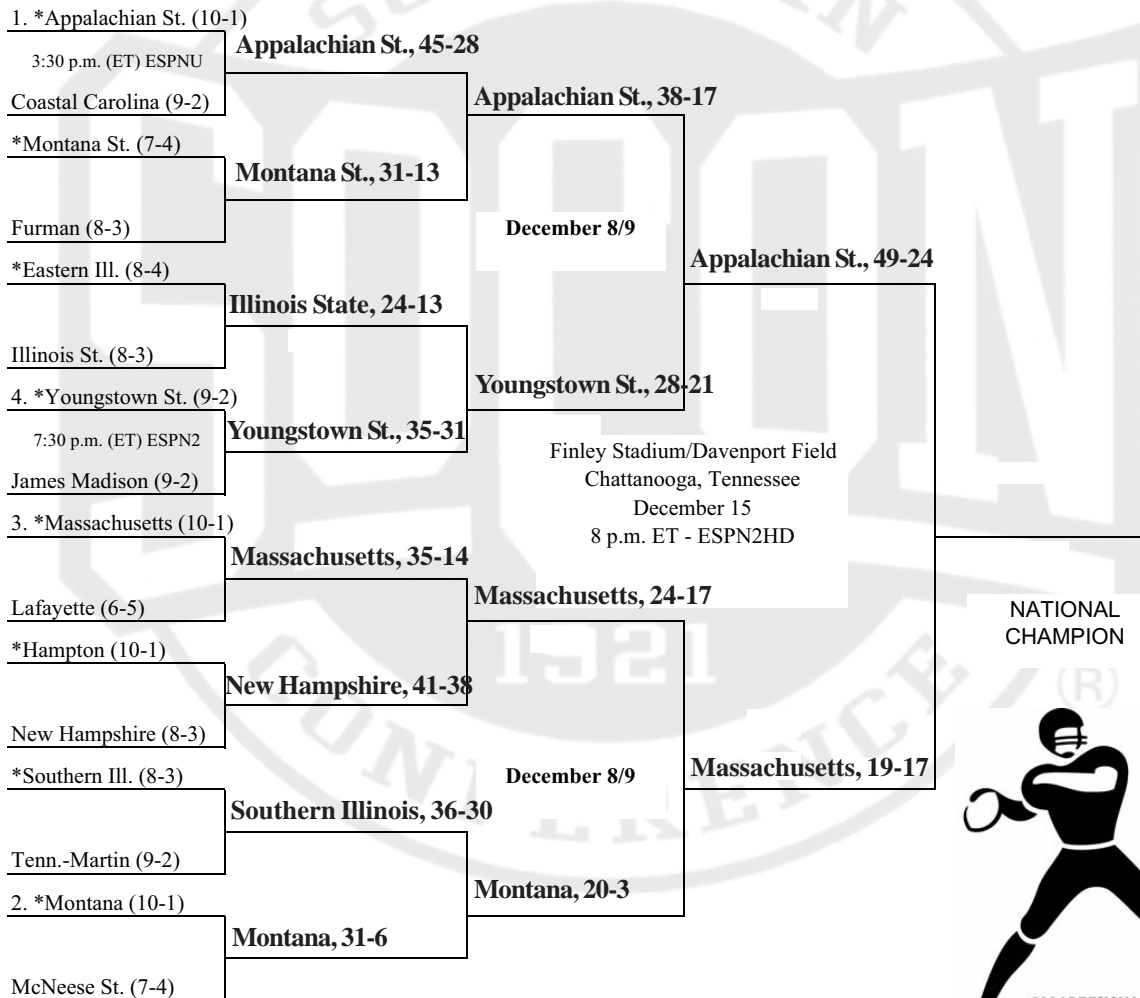 1. *Appalachian St. (10-1)
3:30 p.m. (ET) ESPNU
Coastal Carolina (9-2)
*Montana St. (7-4)
Furman (8-3)
*Eastern Ill. (8-4)
Illinois St. (8-3)
4. *Youngstown St. (9-2)
7:30 p.m. (ET) ESPN2
James Madison (9-2)
3. *Massachusetts (10-1)
Lafayette (6-5)
*Hampton (10-1)
New Hampshire (8-3)
*Southern Ill. (8-3)
Tenn.-Martin (9-2)
2. *Montana (10-1)
McNeese St. (7-4)
Appalachian St., 45-28
Montana St., 31-13
Illinois State, 24-13
Youngstown St., 35-31
Massachusetts, 35-14
New Hampshire, 41-38
Southern Illinois, 36-30
Montana, 31-6
Appalachian St., 38-17
December 8/9
Youngstown St., 28-21
Massachusetts, 24-17
December 8/9
Montana, 20-3
Appalachian St., 49-24
Finley Stadium/Davenport Field
Chattanooga, Tennessee
December 15
8 p.m. ET - ESPN2HD
Massachusetts, 19-17
NATIONAL
CHAMPION
1921
CONFERENCE
(R)